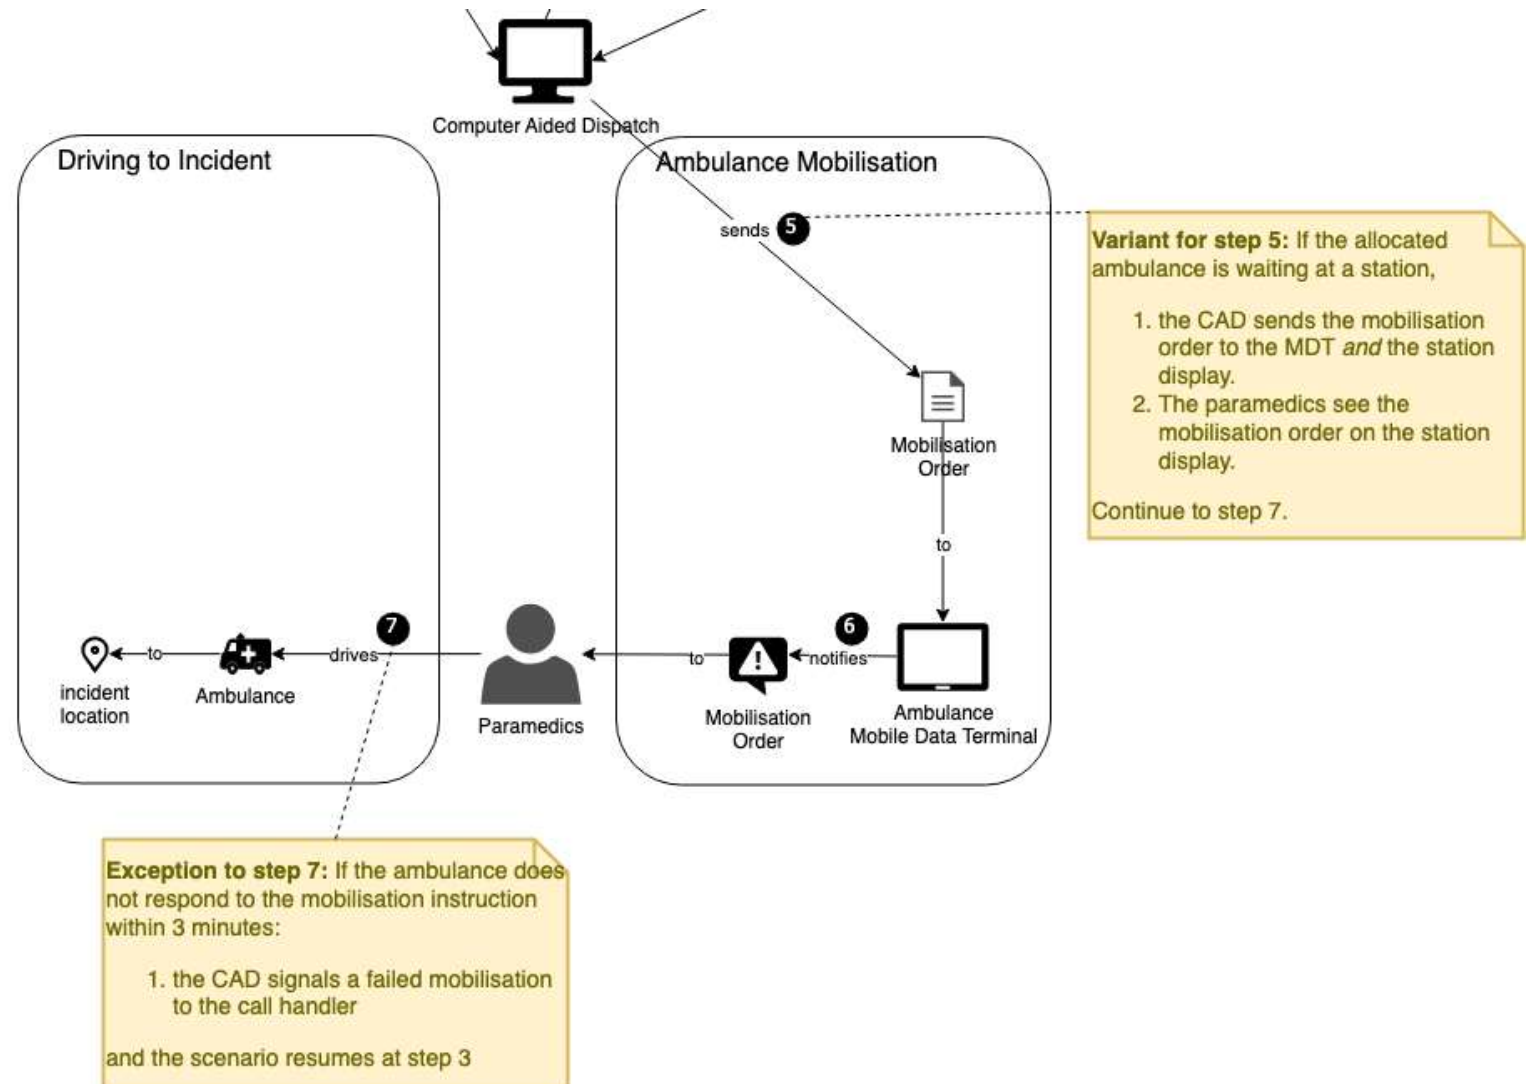 Computer Aided Dispatch
Driving to Incident
Ambulance Mobilisation
sends 5
Variant for step 5: If the allocated
ambulance is waiting at a station,
1. the CAD sends the mobilisation
order to the MDT and the station
display.
2. The paramedics see the
mobilisation order on the station
display.
Continue to step 7.
Mobilisation
Order
to
6
notifies
Ambulance
Mobile Data Terminal
to
Mobilisation
Order
Paramedics
7
drives
Ambulance
to
incident
location
Exception to step 7: If the ambulance does
not respond to the mobilisation instruction
within 3 minutes:
1. the CAD signals a failed mobilisation
to the call handler
and the scenario resumes at step 3